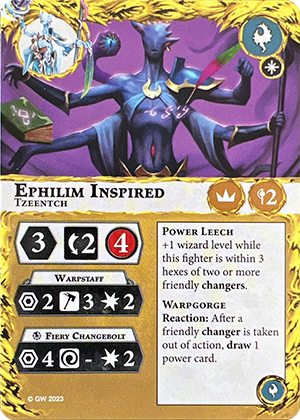 EPHILIM INSPIRED
TZEENTCH
2
3 2 4
WARPSTAFF
2 3 2
FIERY CHANGEBOLT
4 - 2
POWER LEECH
+1 wizard level while
this fighter is within 3
hexes of two or more
friendly changers.
WARPGORGE
Reaction: After a
friendly changer is taken
out of action, draw 1
power card.
© GW 2023